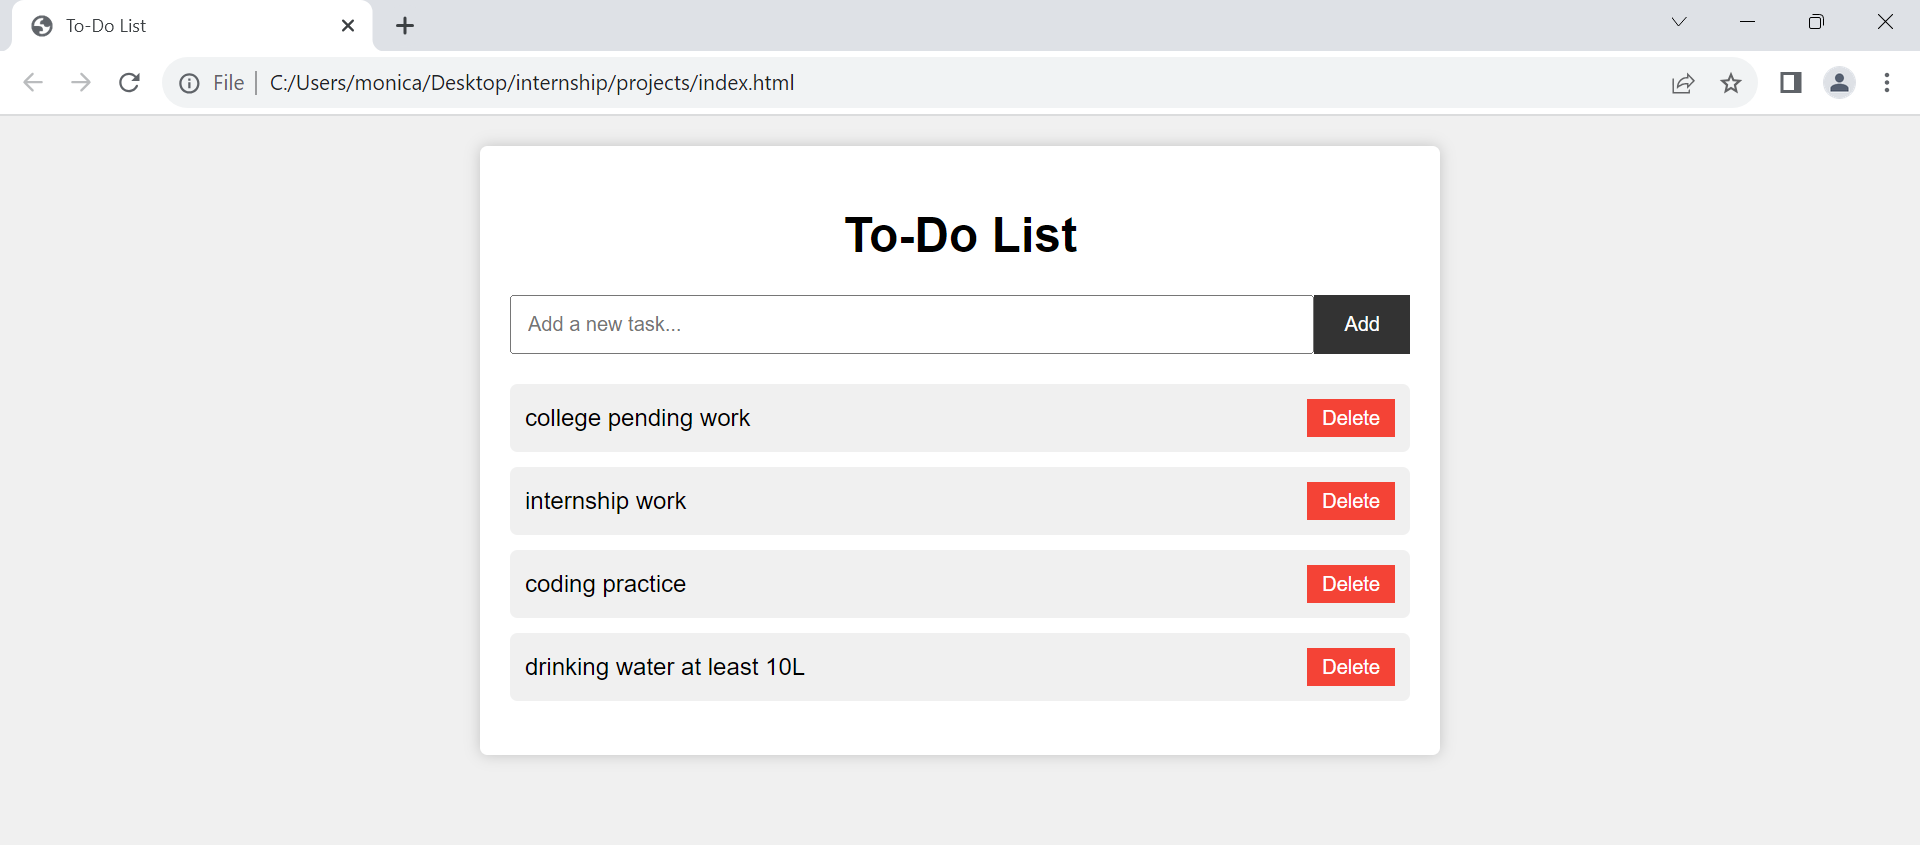 To-Do List
File C:/Users/monica/Desktop/internship/projects/index.html
To-Do List
Add a new task... Add
college pending work Delete
internship work Delete
coding practice Delete
drinking water at least 10L Delete